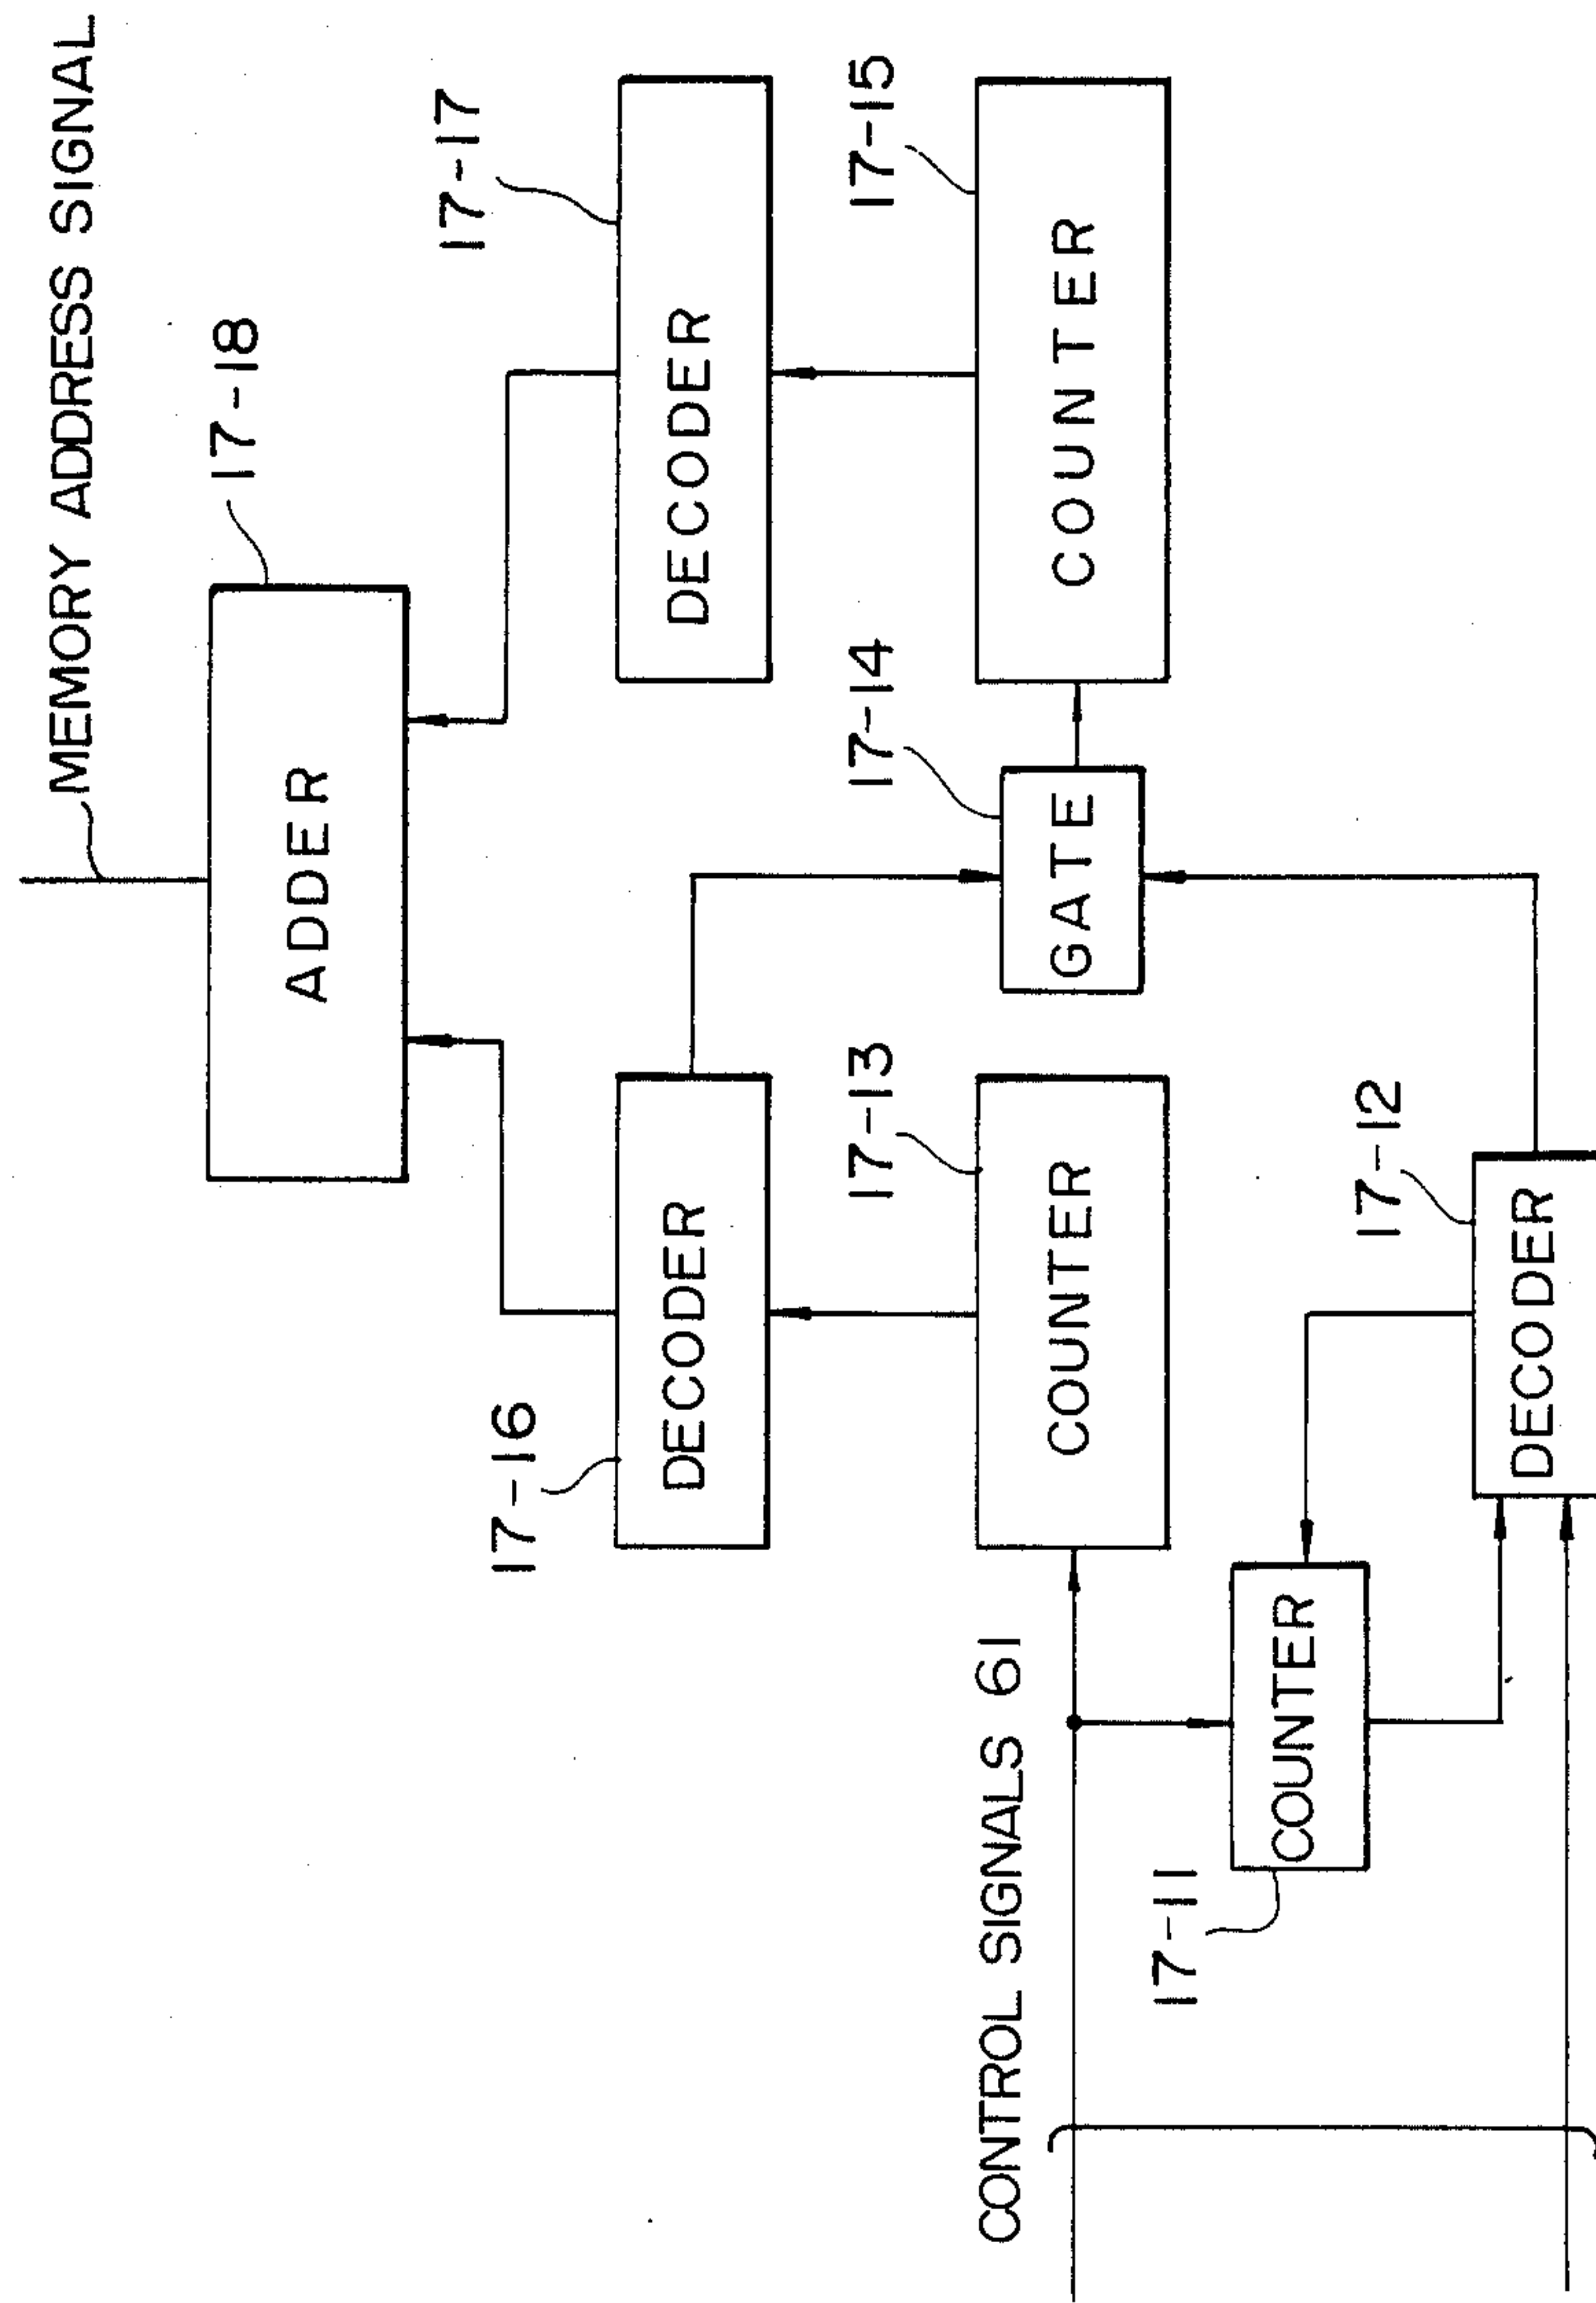 MEMORY ADDRESS SIGNAL
17-18
ADDER
17-16
DECODER
17-17
DECODER
CONTROL SIGNALS 61
17-13
COUNTER
17-14
GATE
17-15
COUNTER
17-11
COUNTER
17-12
DECODER